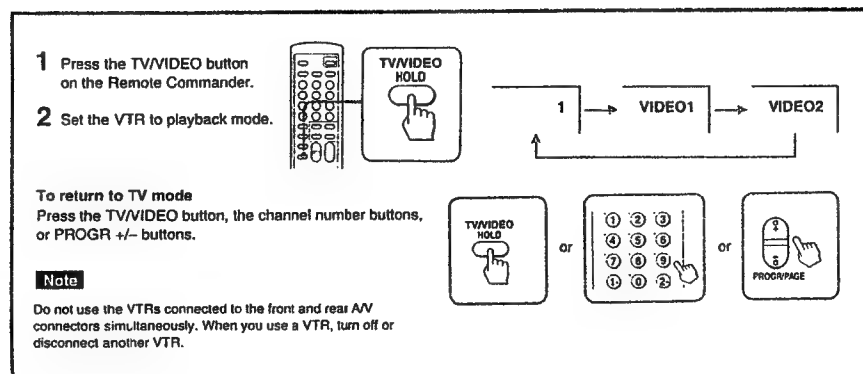 1 Press the TV/VIDEO button
on the Remote Commander.
2 Set the VTR to playback mode.
TV/VIDEO
HOLD
1
VIDEO1
VIDEO2
To return to TV mode
Press the TV/VIDEO button, the channel number buttons,
or PROGR +/– buttons.
TV/VIDEO
HOLD
or
1 2 3
4 5 6
7 8 9
1- 0 2-
or
PROGR/PAGE
Note
Do not use the VTRs connected to the front and rear A/V
connectors simultaneously. When you use a VTR, turn off or
disconnect another VTR.